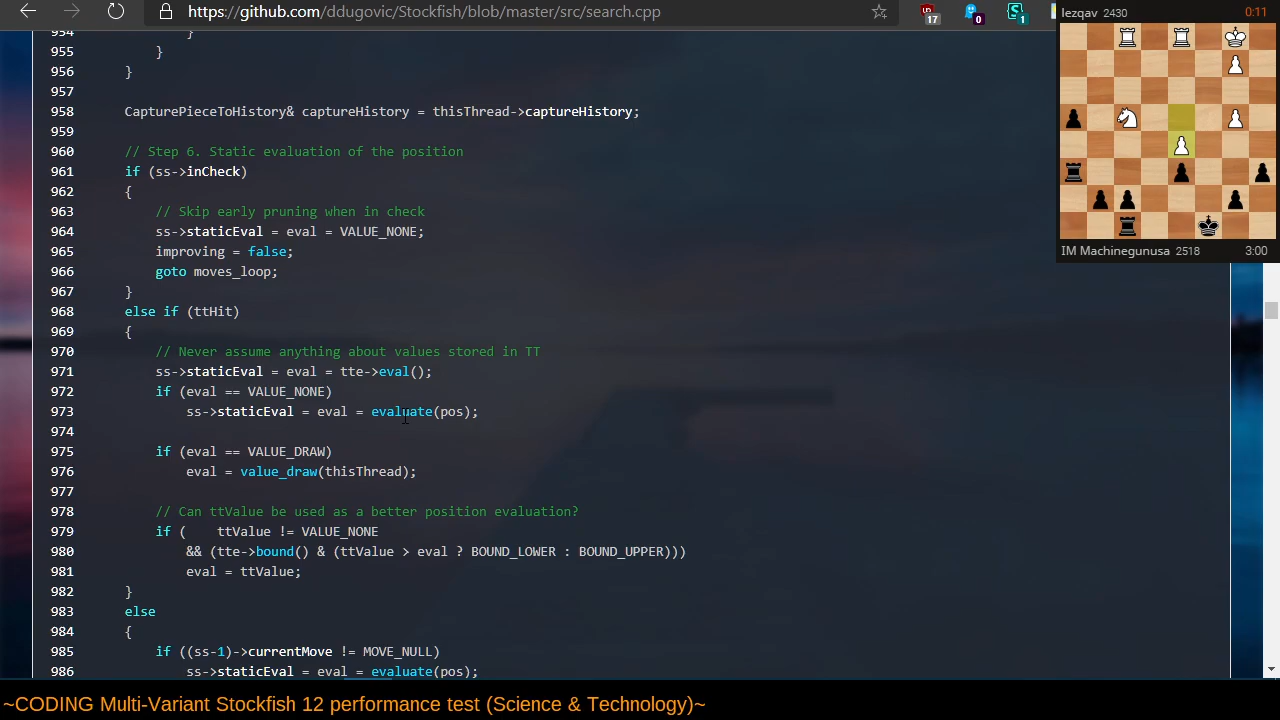 https://github.com/ddugovic/Stockfish/blob/master/src/search.cpp
17
0
1
lezqav 2430
0:11
954 }
955 }
956 }
957
958 CapturePieceToHistory& captureHistory = thisThread->captureHistory;
959
960 // Step 6. Static evaluation of the position
961 if (ss->inCheck)
962 {
963 // Skip early pruning when in check
964 ss->staticEval = eval = VALUE_NONE;
965 improving = false;
966 goto moves_loop;
967 }
968 else if (ttHit)
969 {
970 // Never assume anything about values stored in TT
971 ss->staticEval = eval = tte->eval();
972 if (eval == VALUE_NONE)
973 ss->staticEval = eval = evaluate(pos);
974
975 if (eval == VALUE_DRAW)
976 eval = value_draw(thisThread);
977
978 // Can ttValue be used as a better position evaluation?
979 if ( ttValue != VALUE_NONE
980 && (tte->bound() & (ttValue > eval ? BOUND_LOWER : BOUND_UPPER)))
981 eval = ttValue;
982 }
983 else
984 {
985 if ((ss-1)->currentMove != MOVE_NULL)
986 ss->staticEval = eval = evaluate(pos);
IM Machinegunusa 2518
3:00
~CODING Multi-Variant Stockfish 12 performance test (Science & Technology)~